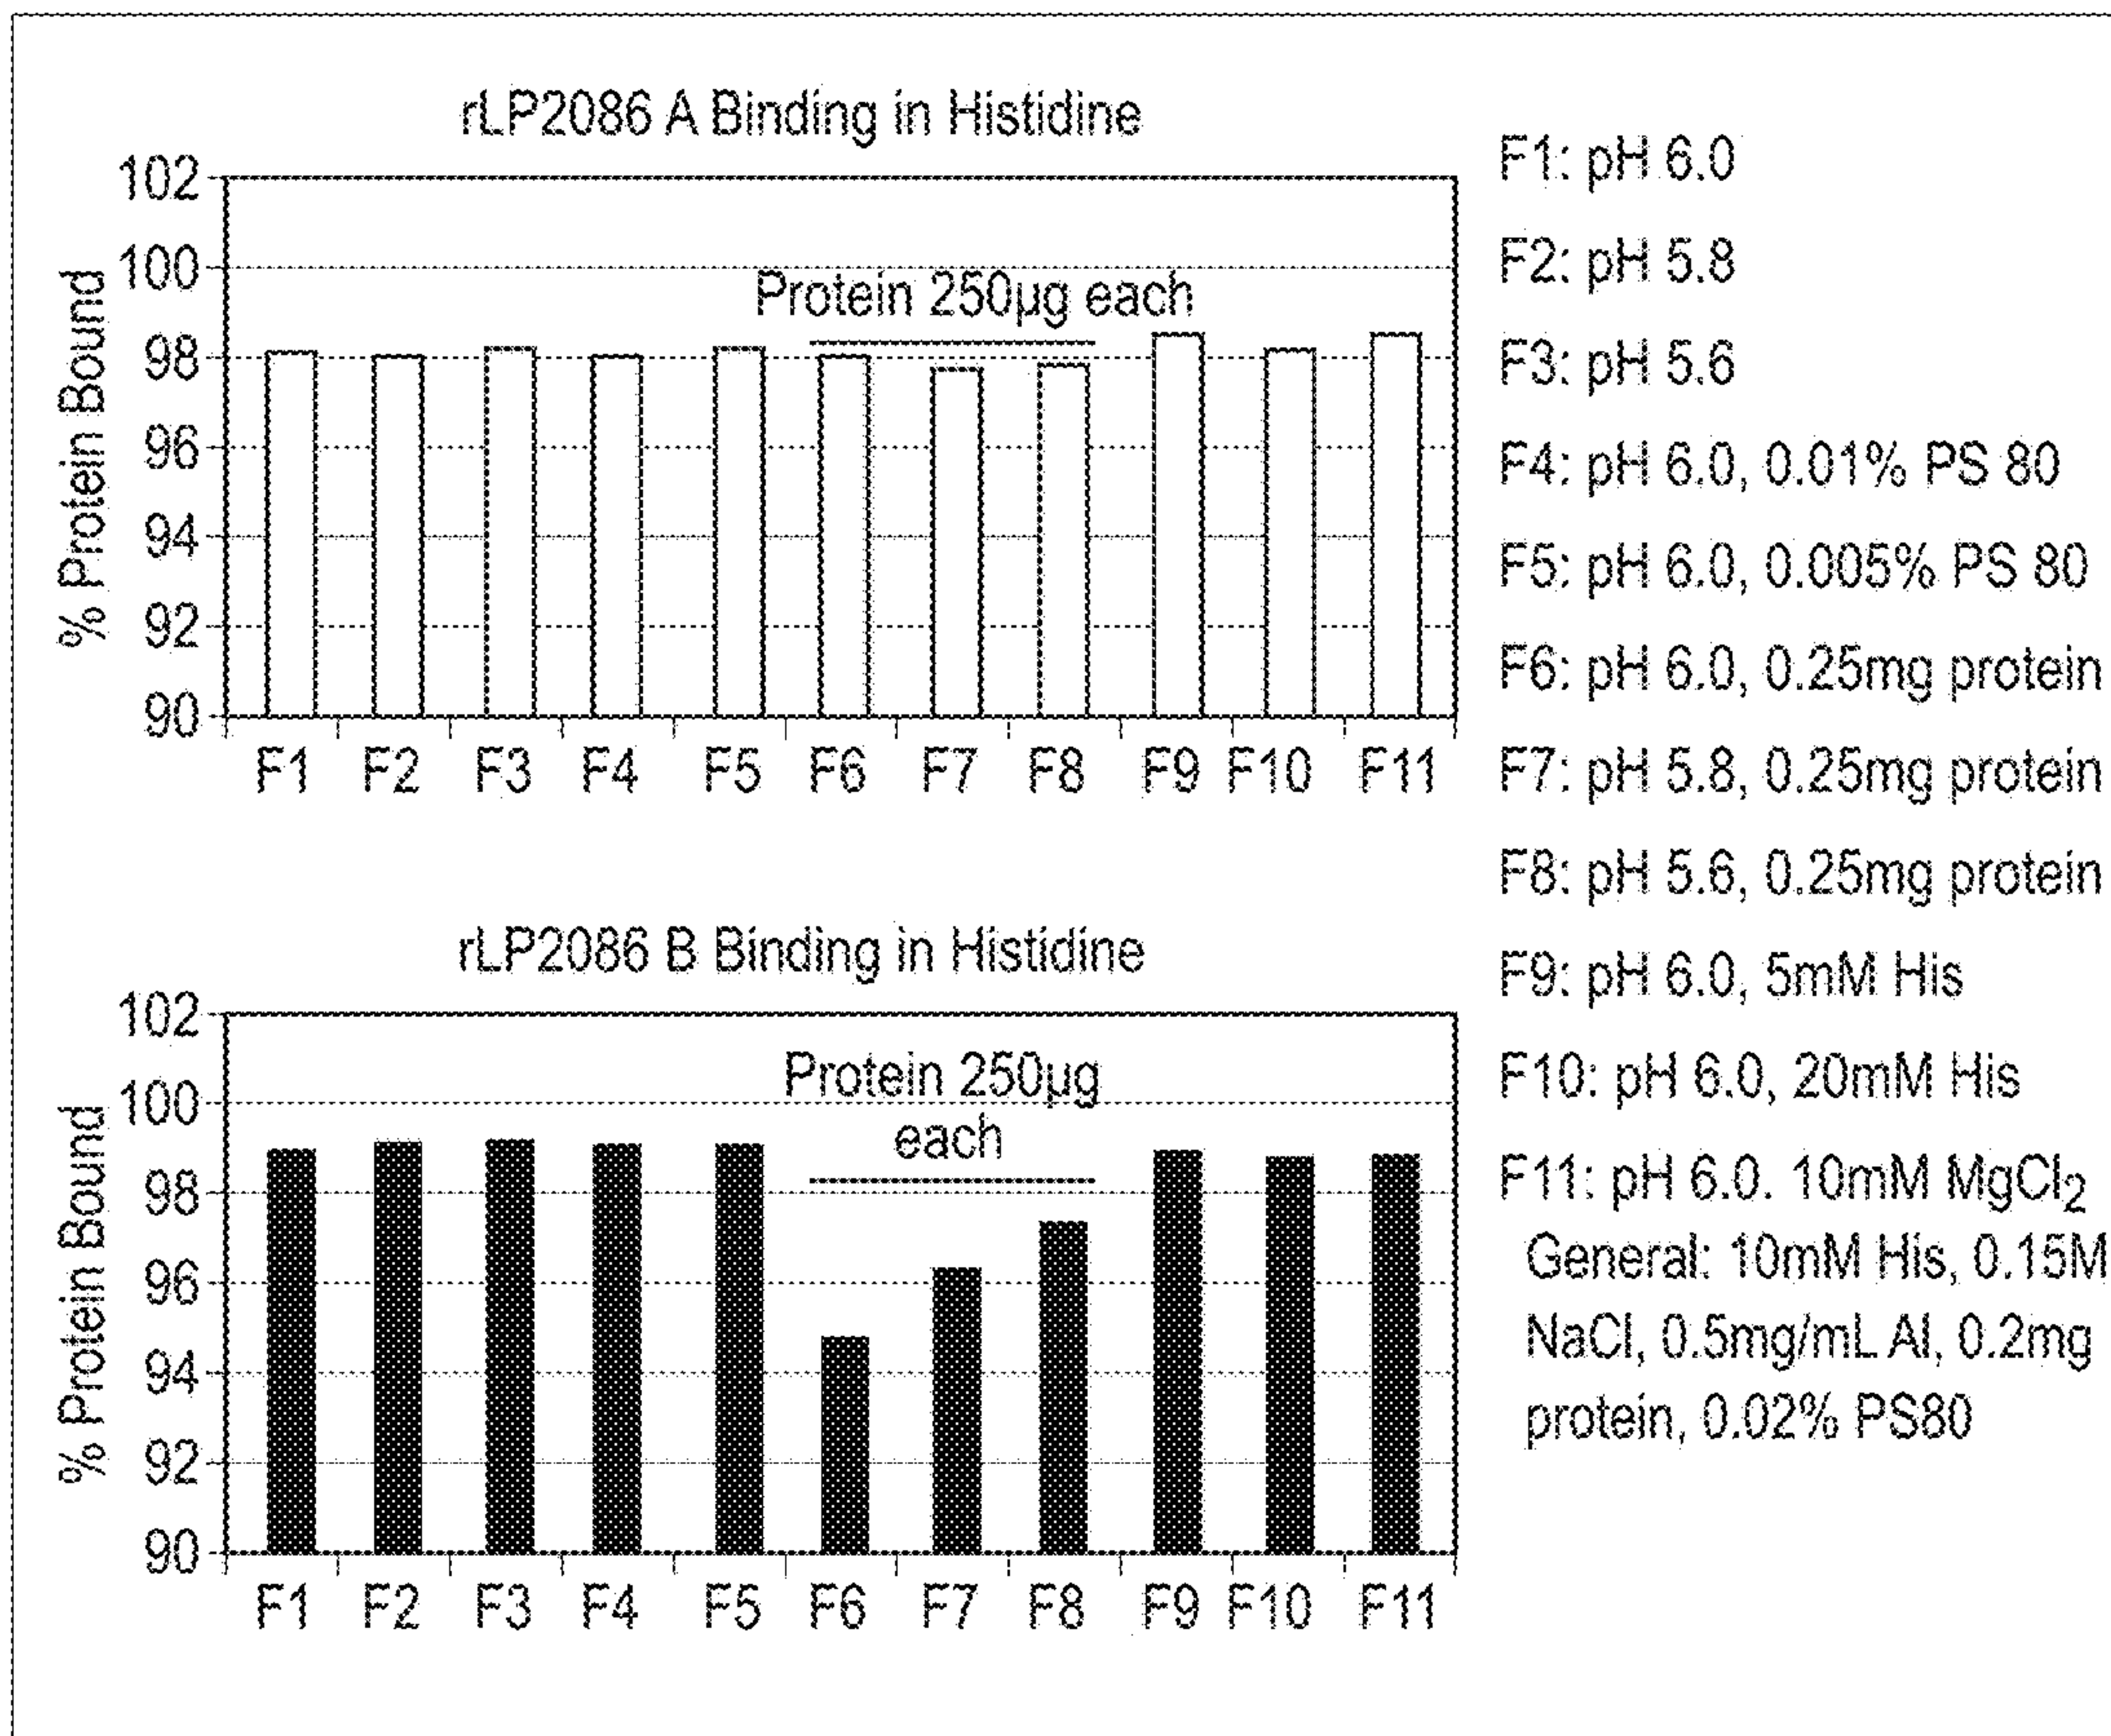 rLP2086 A Binding in Histidine
% Protein Bound
102
100
98
96
94
92
90
Protein 250µg each
F1 F2 F3 F4 F5 F6 F7 F8 F9 F10 F11
rLP2086 B Binding in Histidine
% Protein Bound
102
100
98
96
94
92
90
Protein 250µg
each
F1 F2 F3 F4 F5 F6 F7 F8 F9 F10 F11
F1: pH 6.0
F2: pH 5.8
F3: pH 5.6
F4: pH 6.0, 0.01% PS 80
F5: pH 6.0, 0.005% PS 80
F6: pH 6.0, 0.25mg protein
F7: pH 5.8, 0.25mg protein
F8: pH 5.6, 0.25mg protein
F9: pH 6.0, 5mM His
F10: pH 6.0, 20mM His
F11: pH 6.0. 10mM MgCl₂
General: 10mM His, 0.15M
NaCl, 0.5mg/mL Al, 0.2mg
protein, 0.02% PS80